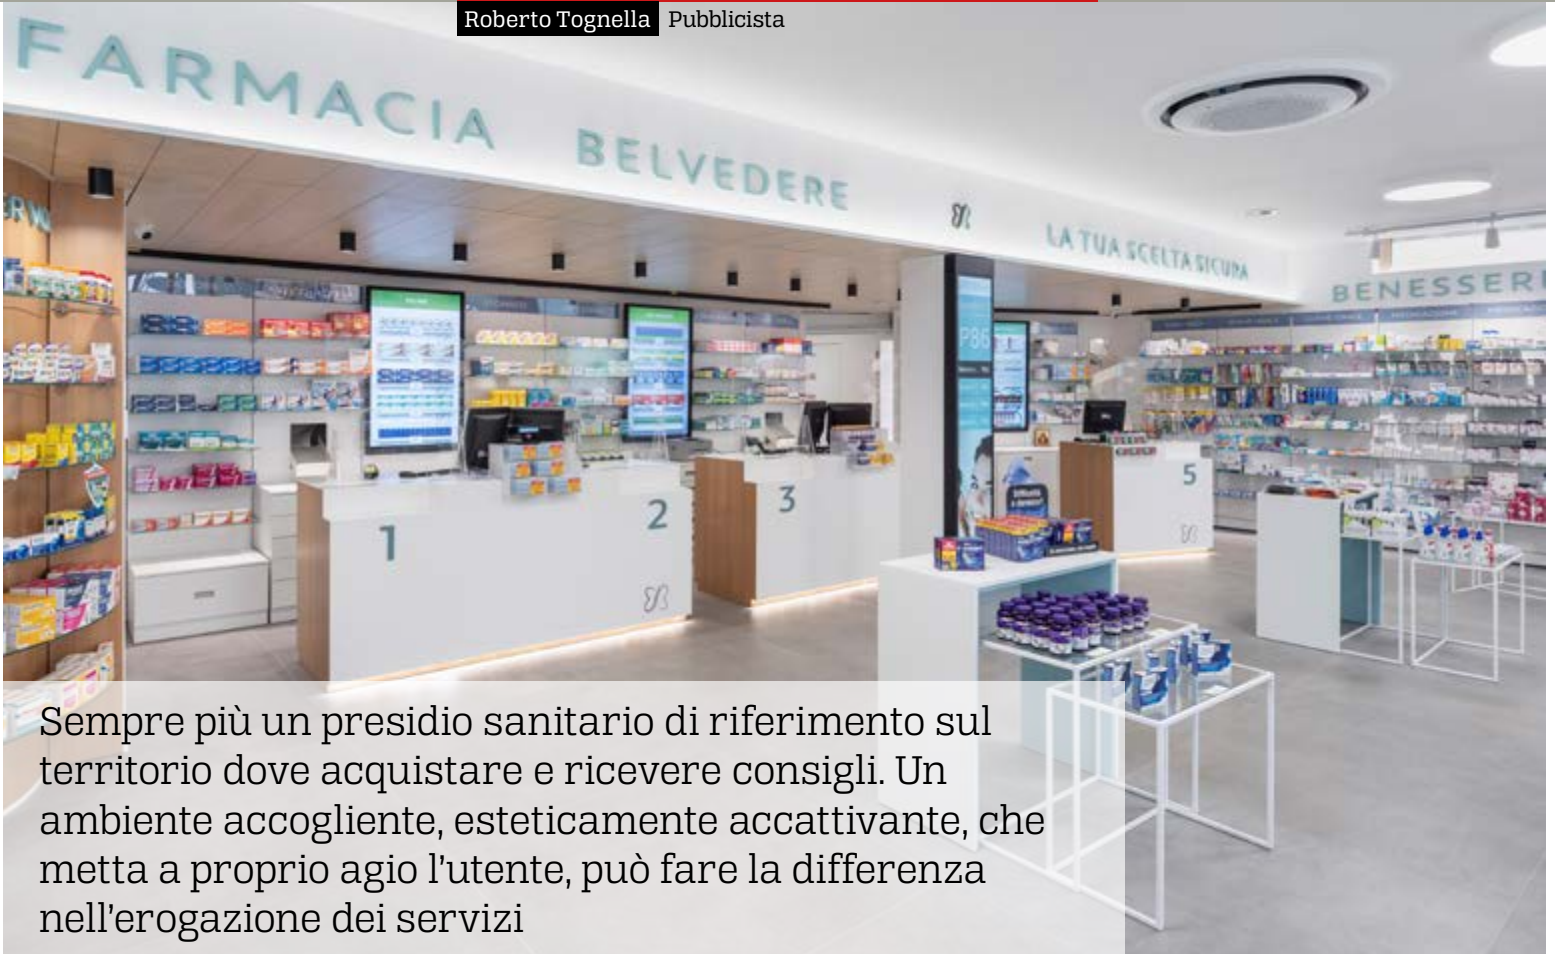 Roberto Tognella Pubblicista
FARMACIA BELVEDERE
LA TUA SCELTA SICURA
BENESSERE
P86
1
2
3
5
Sempre più un presidio sanitario di riferimento sul
territorio dove acquistare e ricevere consigli. Un
ambiente accogliente, esteticamente accattivante, che
metta a proprio agio l'utente, può fare la differenza
nell'erogazione dei servizi